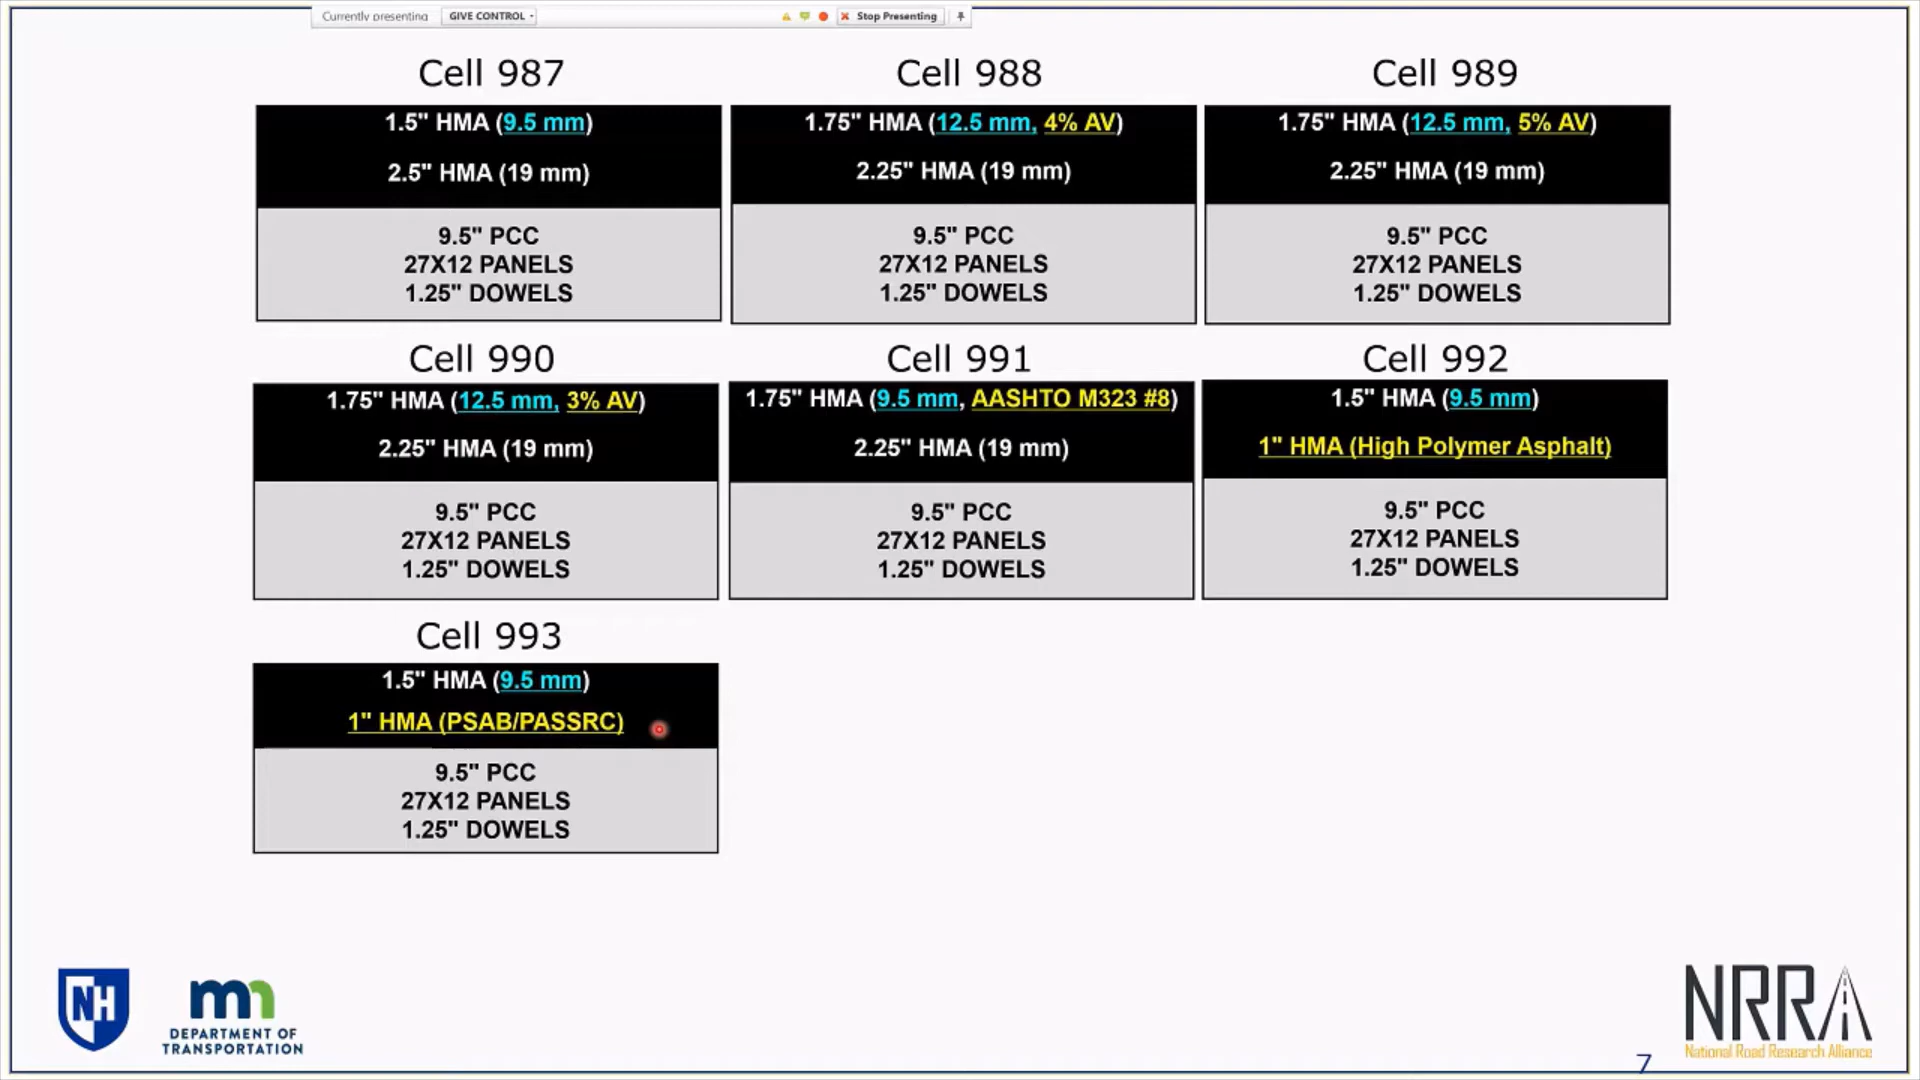 Currently presenting GIVE CONTROL Stop Presenting
Cell 987
1.5" HMA (9.5 mm)
2.5" HMA (19 mm)
9.5" PCC
27X12 PANELS
1.25" DOWELS
Cell 988
1.75" HMA (12.5 mm, 4% AV)
2.25" HMA (19 mm)
9.5" PCC
27X12 PANELS
1.25" DOWELS
Cell 989
1.75" HMA (12.5 mm, 5% AV)
2.25" HMA (19 mm)
9.5" PCC
27X12 PANELS
1.25" DOWELS
Cell 990
1.75" HMA (12.5 mm, 3% AV)
2.25" HMA (19 mm)
9.5" PCC
27X12 PANELS
1.25" DOWELS
Cell 991
1.75" HMA (9.5 mm, AASHTO M323 #8)
2.25" HMA (19 mm)
9.5" PCC
27X12 PANELS
1.25" DOWELS
Cell 992
1.5" HMA (9.5 mm)
1" HMA (High Polymer Asphalt)
9.5" PCC
27X12 PANELS
1.25" DOWELS
Cell 993
1.5" HMA (9.5 mm)
1" HMA (PSAB/PASSRC)
9.5" PCC
27X12 PANELS
1.25" DOWELS
NH
mn
DEPARTMENT OF
TRANSPORTATION
NRRA
National Road Research Alliance
7